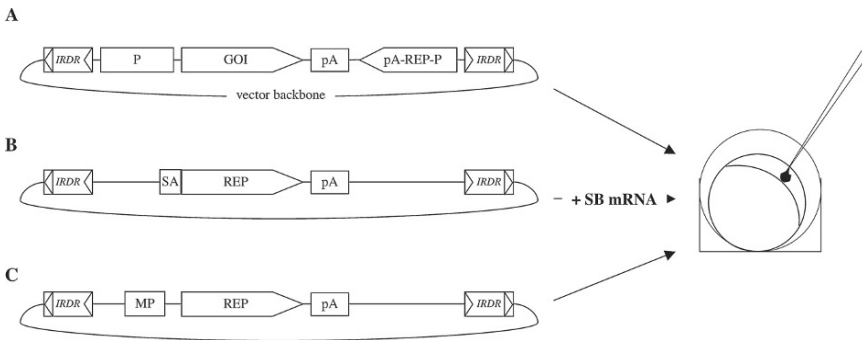 A
IRDR P GOI pA pA-REP-P IRDR
vector backbone
B
IRDR SA REP pA IRDR
+ SB mRNA
C
IRDR MP REP pA IRDR